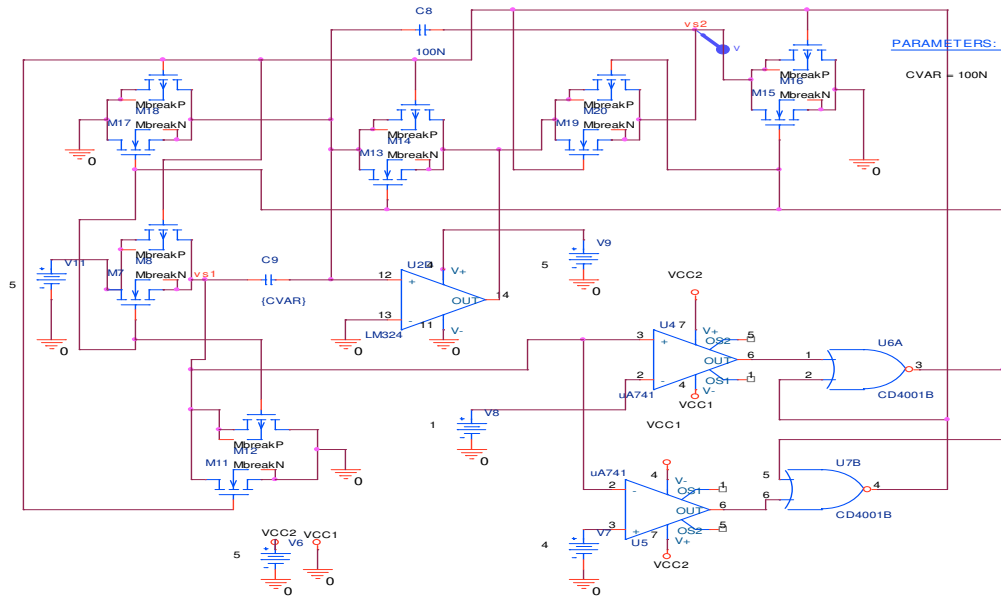 C8
vs2
v
100N
PARAMETERS:
CVAR = 100N
MbreakP
M18
MbreakN
M17
0
MbreakP
M14
MbreakN
M13
MbreakP
M20
MbreakN
M19
MbreakP
M16
MbreakN
M15
0
V11
5
0
MbreakP
M8
MbreakN
M7
vs1
C9
{CVAR}
U2D
4
V+
12
+
OUT
14
13
-
11
V-
LM324
0
0
V9
5
0
VCC2
U4
7
V+
5
OS2
3
+
OUT
6
2
-
OS1
1
4
V-
uA741
VCC1
VCC1
U6A
1
2
3
CD4001B
V8
1
0
MbreakP
M12
MbreakN
M11
0
uA741
4
V-
1
OS1
2
-
OUT
6
3
+
OS2
5
7
V+
U5
VCC2
U7B
5
6
4
CD4001B
V7
4
0
VCC2
V6
5
0
VCC1
0